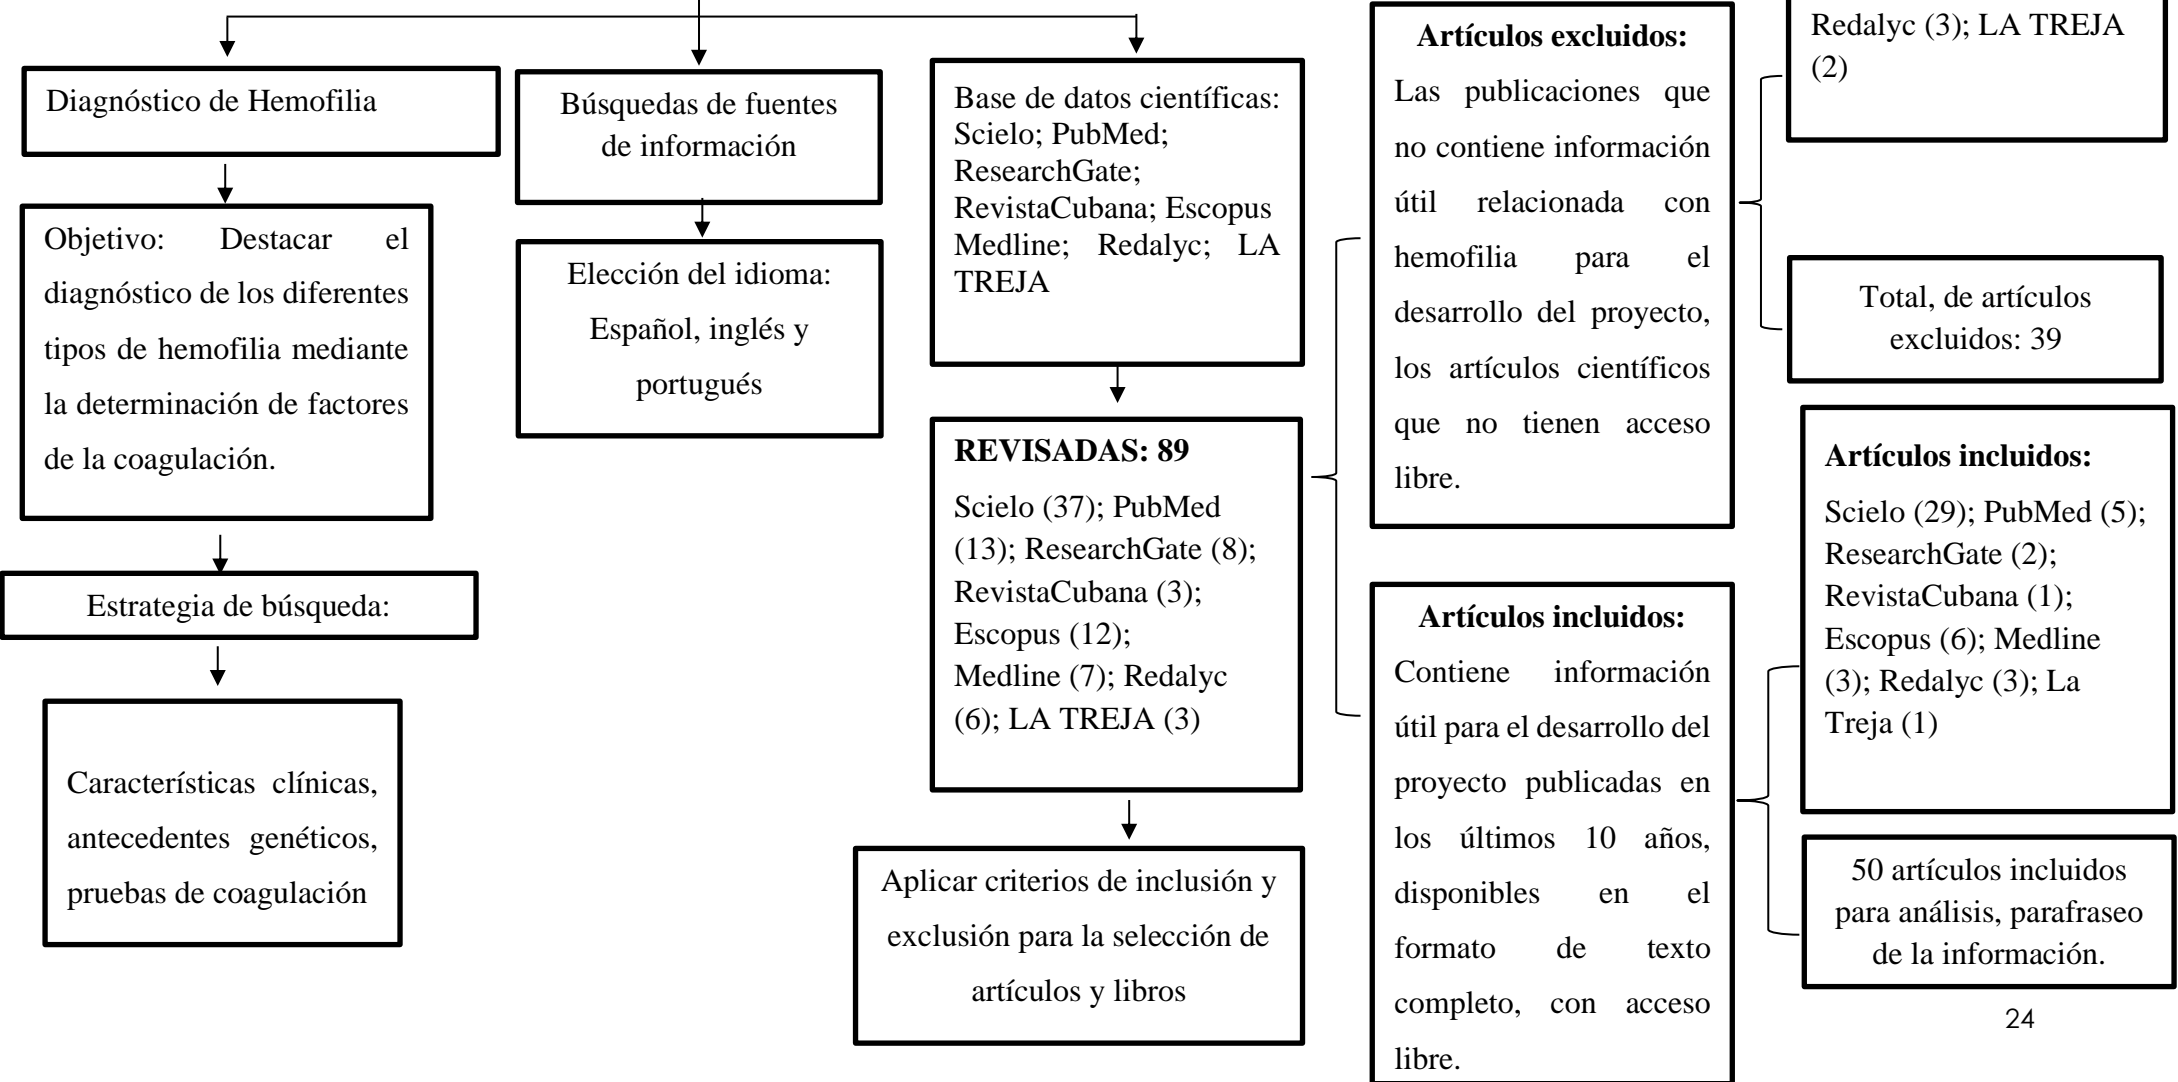 Diagnóstico de Hemofilia
Objetivo: Destacar el
diagnóstico de los diferentes
tipos de hemofilia mediante
la determinación de factores
de la coagulación.
Estrategia de búsqueda:
Características clínicas,
antecedentes genéticos,
pruebas de coagulación
Búsquedas de fuentes
de información
Elección del idioma:
Español, inglés y
portugués
Base de datos científicas:
Scielo; PubMed;
ResearchGate;
RevistaCubana; Escopus
Medline; Redalyc; LA
TREJA
REVISADAS: 89
Scielo (37); PubMed
(13); ResearchGate (8);
RevistaCubana (3);
Escopus (12);
Medline (7); Redalyc
(6); LA TREJA (3)
Aplicar criterios de inclusión y
exclusión para la selección de
artículos y libros
Artículos excluidos:
Las publicaciones que
no contiene información
útil relacionada con
hemofilia para el
desarrollo del proyecto,
los artículos científicos
que no tienen acceso
libre.
Artículos incluidos:
Contiene información
útil para el desarrollo del
proyecto publicadas en
los últimos 10 años,
disponibles en el
formato de texto
completo, con acceso
libre.
Redalyc (3); LA TREJA
(2)
Total, de artículos
excluidos: 39
Artículos incluidos:
Scielo (29); PubMed (5);
ResearchGate (2);
RevistaCubana (1);
Escopus (6); Medline
(3); Redalyc (3); La
Treja (1)
50 artículos incluidos
para análisis, parafraseo
de la información.
24